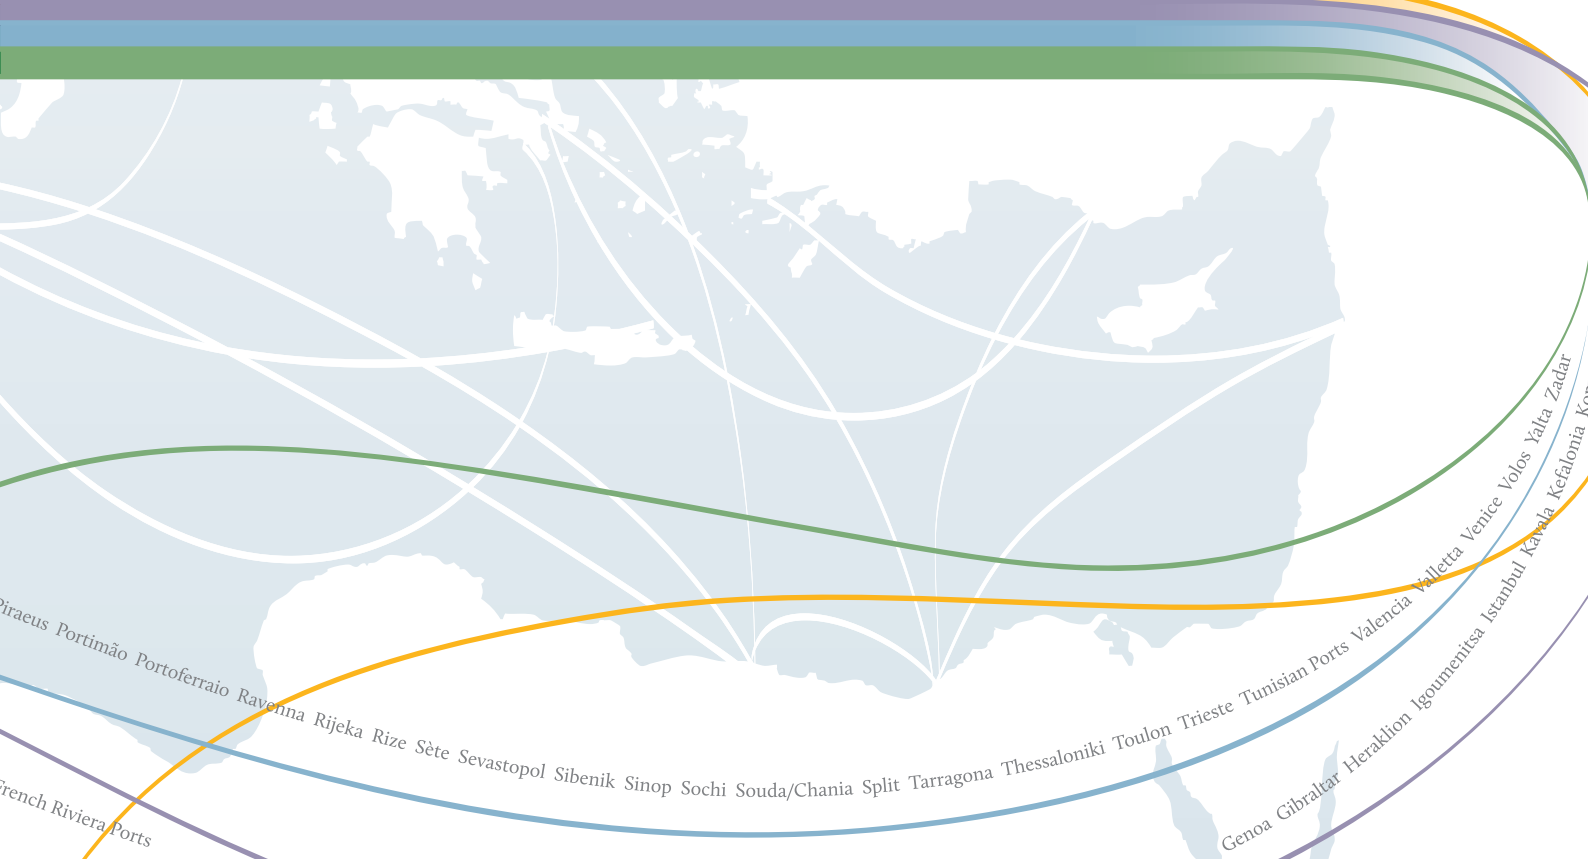 Piraeus Portimão Portoferraio Ravenna Rijeka Rize Sète Sevastopol Sibenik Sinop Sochi Souda/Chania Split Tarragona Thessaloniki Toulon Trieste Tunisian Ports Valencia Valletta Venice Volos Yalta Zadar
French Riviera Ports
Genoa Gibraltar Heraklion Igoumenitsa Istanbul Kavala Kefalonia